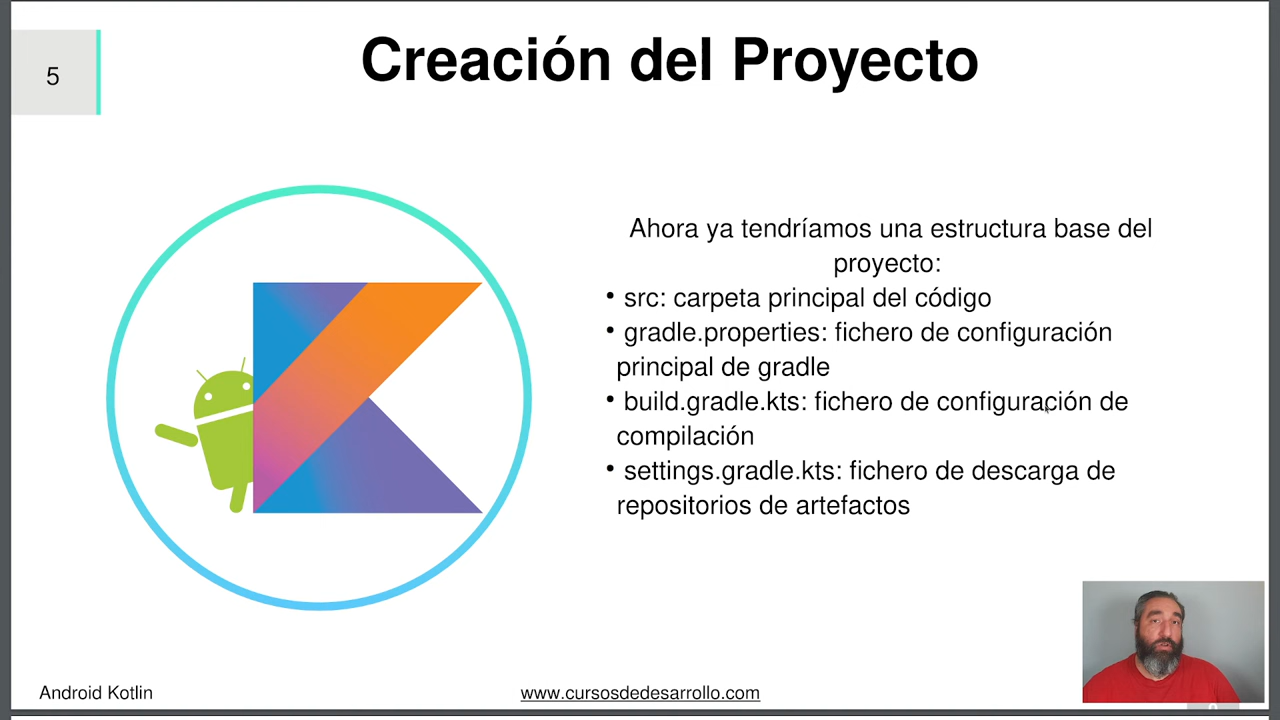 5
Creación del Proyecto
Ahora ya tendríamos una estructura base del
proyecto:
• src: carpeta principal del código
• gradle.properties: fichero de configuración
principal de gradle
• build.gradle.kts: fichero de configuración de
compilación
• settings.gradle.kts: fichero de descarga de
repositorios de artefactos
Android Kotlin
www.cursosdedesarrollo.com